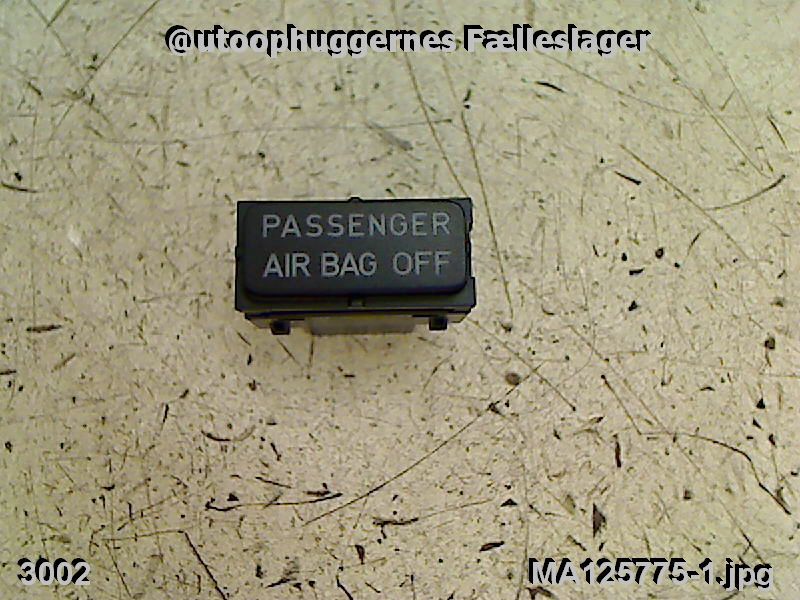 @utoophuggernes Fælleslager
PASSENGER
AIR BAG OFF
3002
MA125775-1.jpg